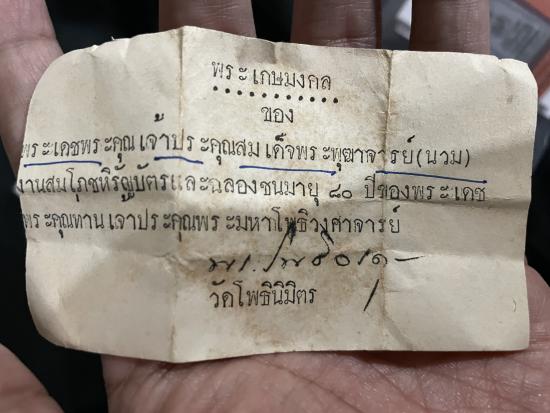 พระเกษมงคล
ของ
พระเดชพระคุณเจ้าประคุณสมเด็จพระพุฒาจารย์(นวม)
งานสมโภชหิรัญบัตรและฉลองชนมายุ ๘๐ ปีของพระเดช
พระคุณท่านเจ้าประคุณพระมหาโพธิวงศาจารย์
วัดโพธินิมิตร